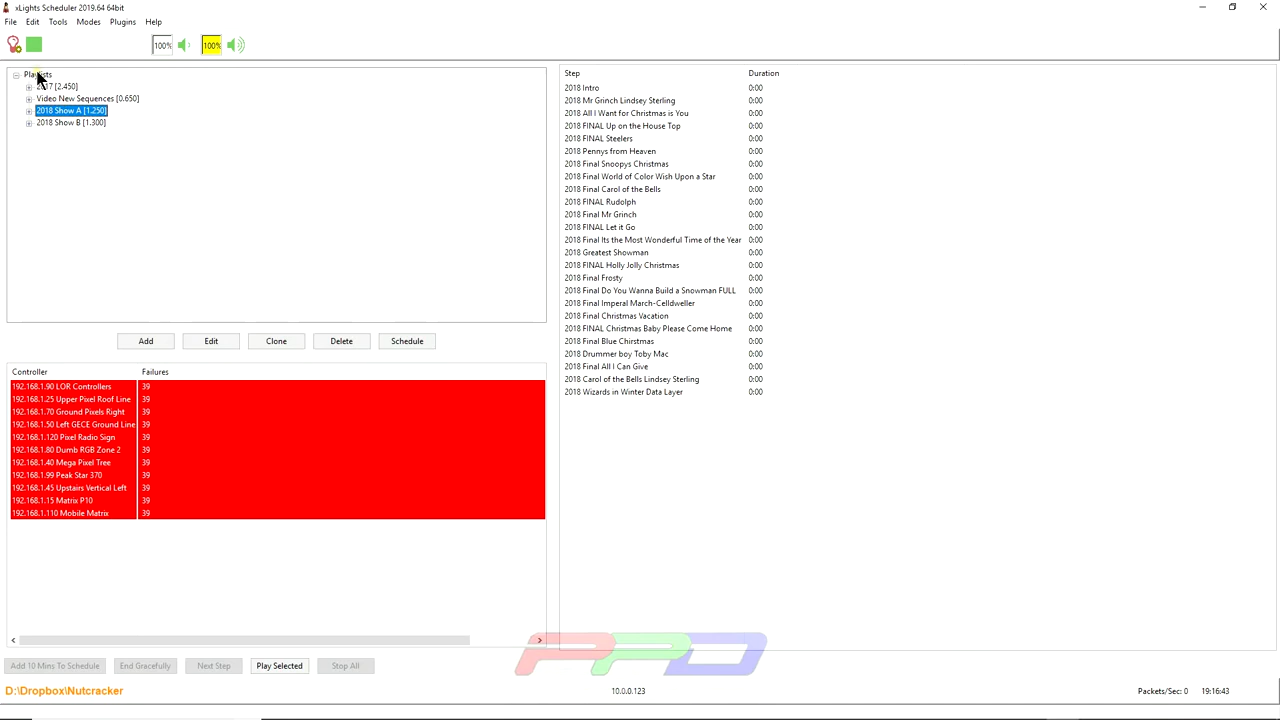 xLights Scheduler 2019.64 64bit
File Edit Tools Modes Plugins Help
100% 100%
Playlists
2017 [2.450]
Video New Sequences [0.650]
2018 Show A [1.250]
2018 Show B [1.300]
Add Edit Clone Delete Schedule
Controller Failures
192.168.1.90 LOR Controllers 39
192.168.1.25 Upper Pixel Roof Line 39
192.168.1.70 Ground Pixels Right 39
192.168.1.50 Left GECE Ground Line 39
192.168.1.120 Pixel Radio Sign 39
192.168.1.80 Dumb RGB Zone 2 39
192.168.1.40 Mega Pixel Tree 39
192.168.1.99 Peak Star 370 39
192.168.1.45 Upstairs Vertical Left 39
192.168.1.15 Matrix P10 39
192.168.1.110 Mobile Matrix 39
Step Duration
2018 Intro 0:00
2018 Mr Grinch Lindsey Sterling 0:00
2018 All I Want for Christmas is You 0:00
2018 FINAL Up on the House Top 0:00
2018 FINAL Steelers 0:00
2018 Pennys from Heaven 0:00
2018 Final Snoopys Christmas 0:00
2018 Final World of Color Wish Upon a Star 0:00
2018 Final Carol of the Bells 0:00
2018 FINAL Rudolph 0:00
2018 Final Mr Grinch 0:00
2018 FINAL Let it Go 0:00
2018 Final Its the Most Wonderful Time of the Year 0:00
2018 Greatest Showman 0:00
2018 FINAL Holly Jolly Christmas 0:00
2018 Final Frosty 0:00
2018 Final Do You Wanna Build a Snowman FULL 0:00
2018 Final Imperal March-Celldweller 0:00
2018 Final Christmas Vacation 0:00
2018 FINAL Christmas Baby Please Come Home 0:00
2018 Final Blue Chirstmas 0:00
2018 Drummer boy Toby Mac 0:00
2018 Final All I Can Give 0:00
2018 Carol of the Bells Lindsey Sterling 0:00
2018 Wizards in Winter Data Layer 0:00
PPD
Add 10 Mins To Schedule End Gracefully Next Step Play Selected Stop All
D:\Dropbox\Nutcracker 10.0.0.123 Packets/Sec: 0 19:16:43